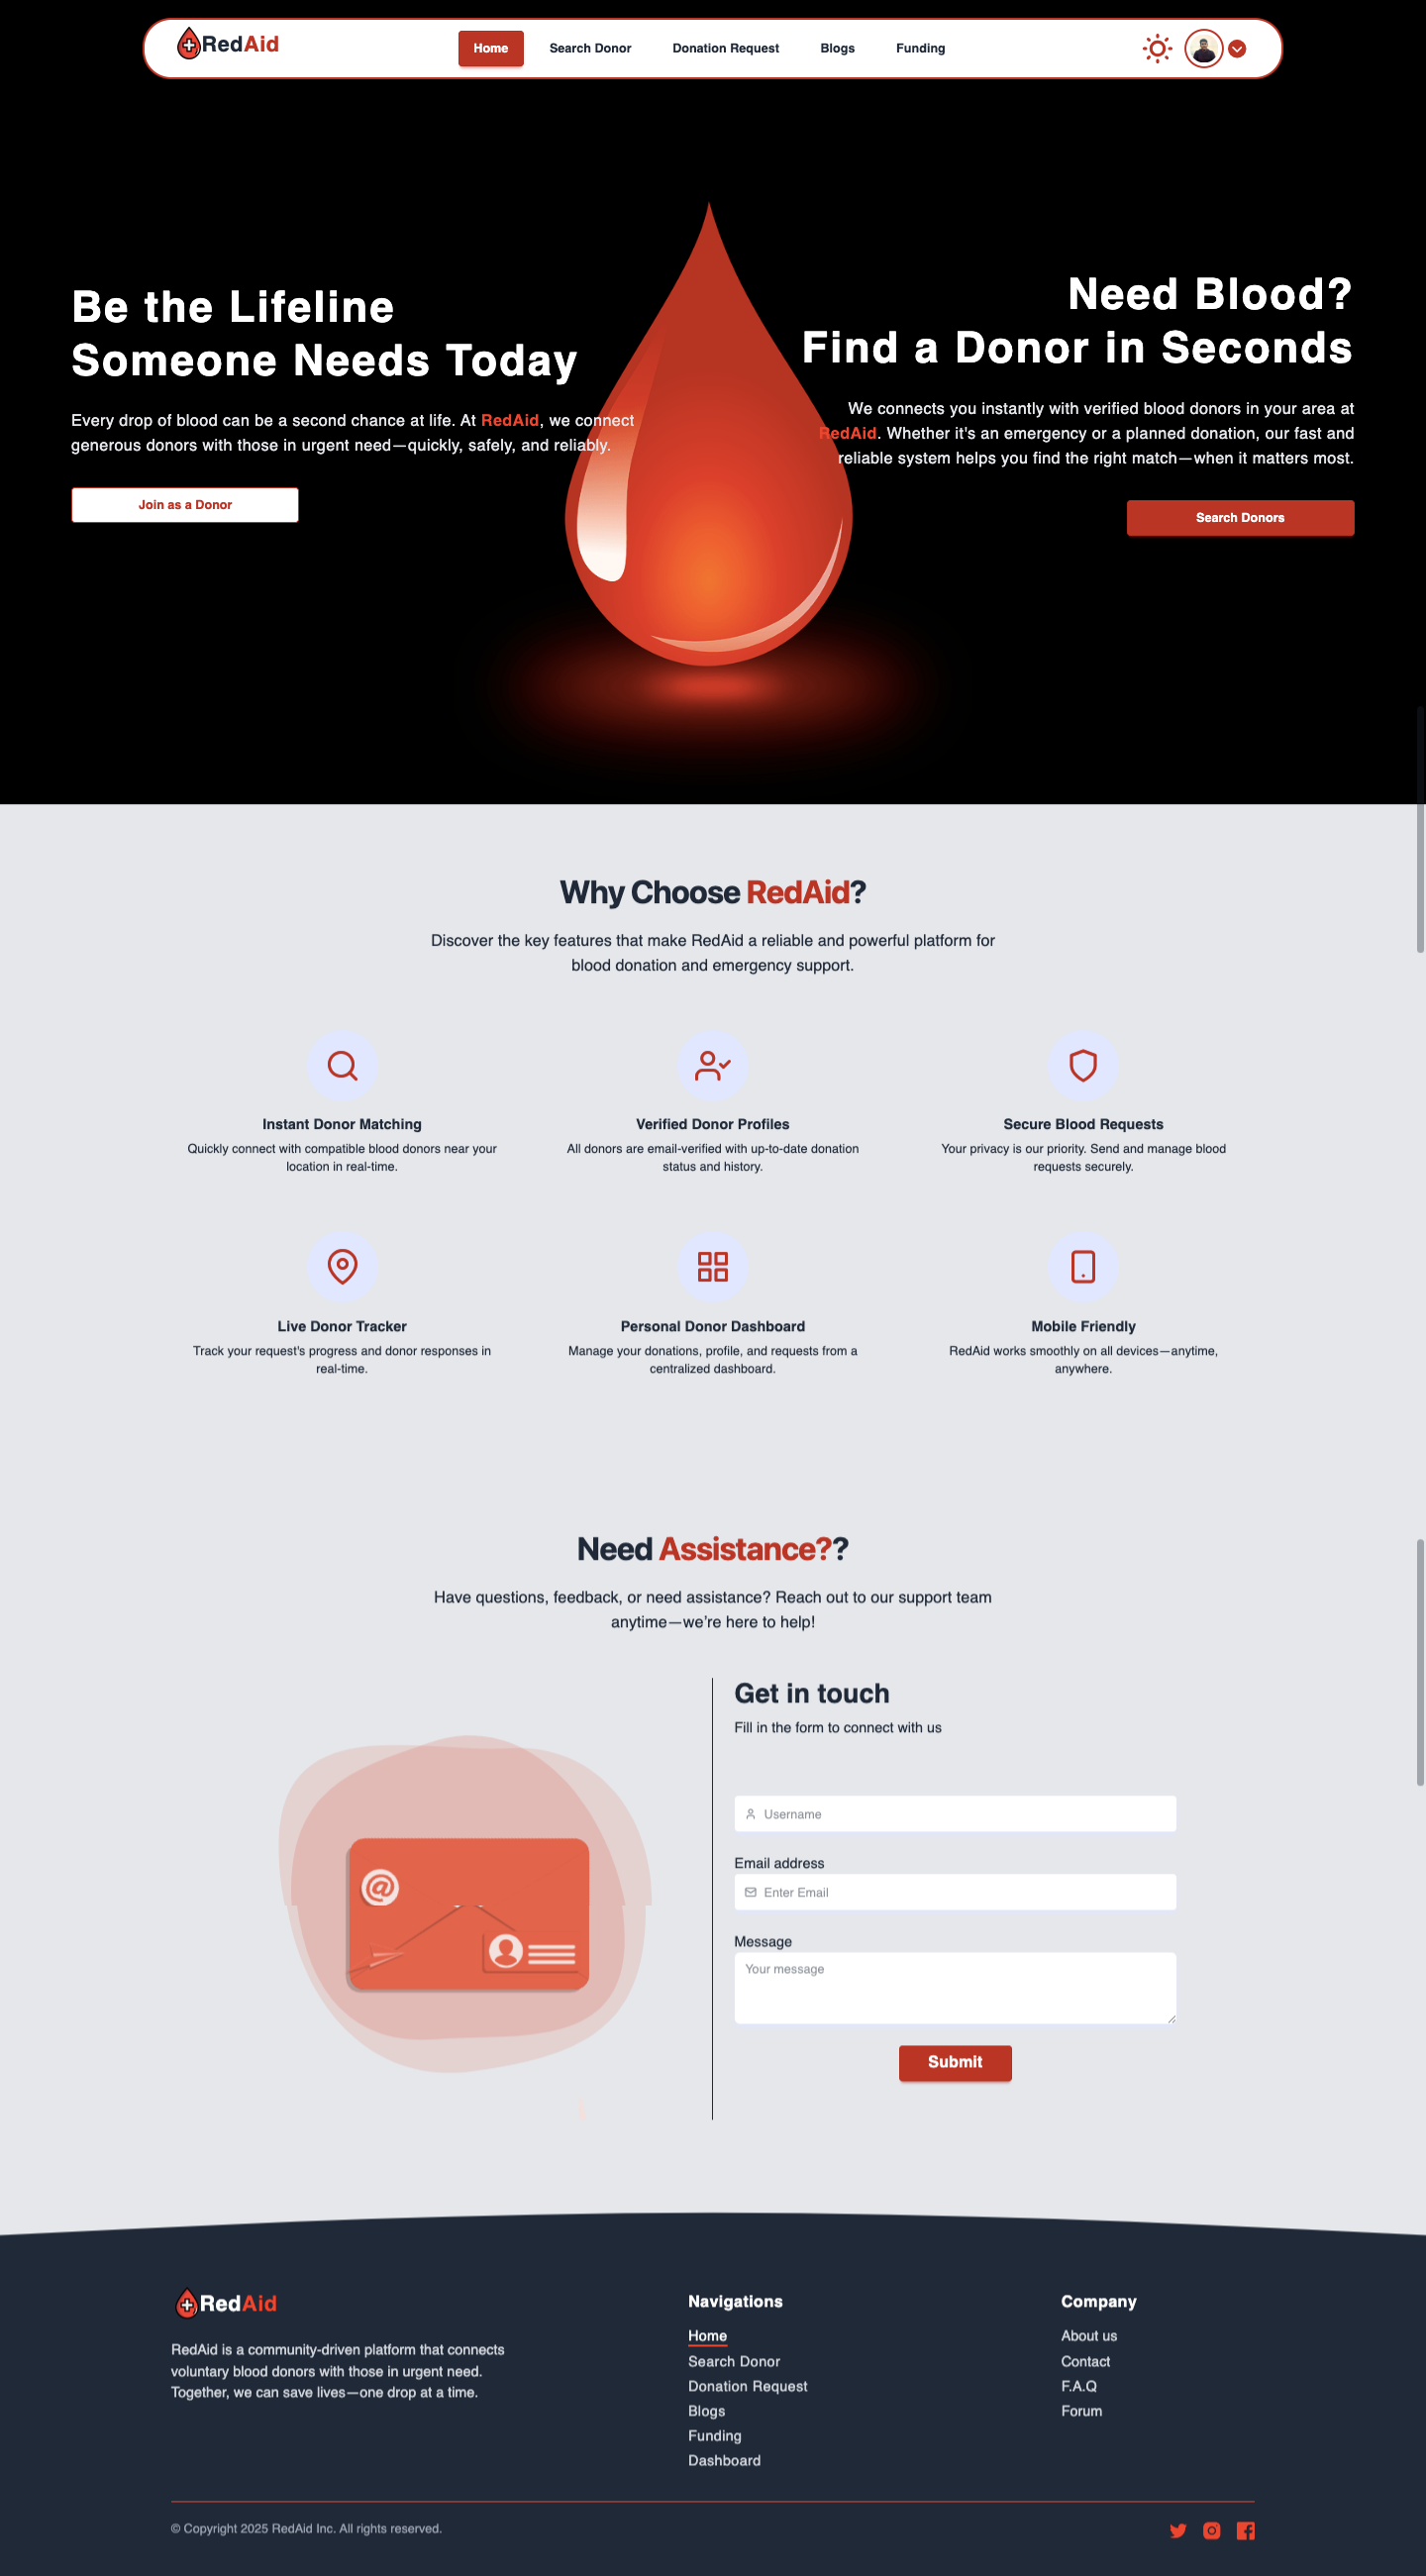 RedAid
Home
Search Donor
Donation Request
Blogs
Funding
Be the Lifeline
Someone Needs Today
Every drop of blood can be a second chance at life. At RedAid, we connect
generous donors with those in urgent need—quickly, safely, and reliably.
Join as a Donor
Need Blood?
Find a Donor in Seconds
We connects you instantly with verified blood donors in your area at
RedAid. Whether it's an emergency or a planned donation, our fast and
reliable system helps you find the right match—when it matters most.
Search Donors
Why Choose RedAid?
Discover the key features that make RedAid a reliable and powerful platform for
blood donation and emergency support.
Instant Donor Matching
Quickly connect with compatible blood donors near your
location in real-time.
Verified Donor Profiles
All donors are email-verified with up-to-date donation
status and history.
Secure Blood Requests
Your privacy is our priority. Send and manage blood
requests securely.
Live Donor Tracker
Track your request's progress and donor responses in
real-time.
Personal Donor Dashboard
Manage your donations, profile, and requests from a
centralized dashboard.
Mobile Friendly
RedAid works smoothly on all devices—anytime,
anywhere.
Need Assistance??
Have questions, feedback, or need assistance? Reach out to our support team
anytime—we’re here to help!
@
Get in touch
Fill in the form to connect with us
Username
Email address
Enter Email
Message
Your message
Submit
RedAid
RedAid is a community-driven platform that connects
voluntary blood donors with those in urgent need.
Together, we can save lives—one drop at a time.
Navigations
Home
Search Donor
Donation Request
Blogs
Funding
Dashboard
Company
About us
Contact
F.A.Q
Forum
© Copyright 2025 RedAid Inc. All rights reserved.